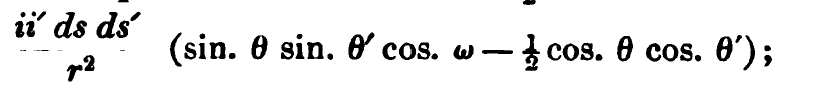 ii′ ds ds′ / r² (sin. θ sin. θ′ cos. ω — ½ cos. θ cos. θ′);